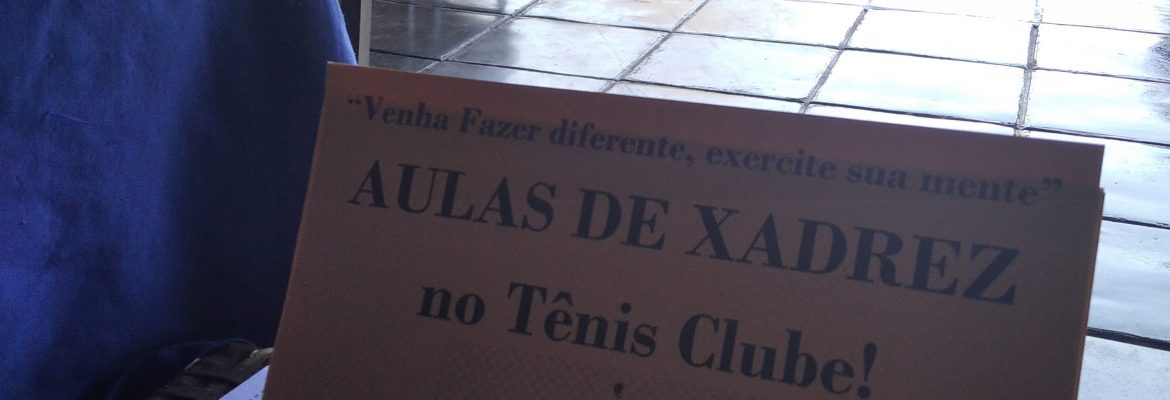 “Venha Fazer diferente, exercite sua mente”
AULAS DE XADREZ
no Tênis Clube!